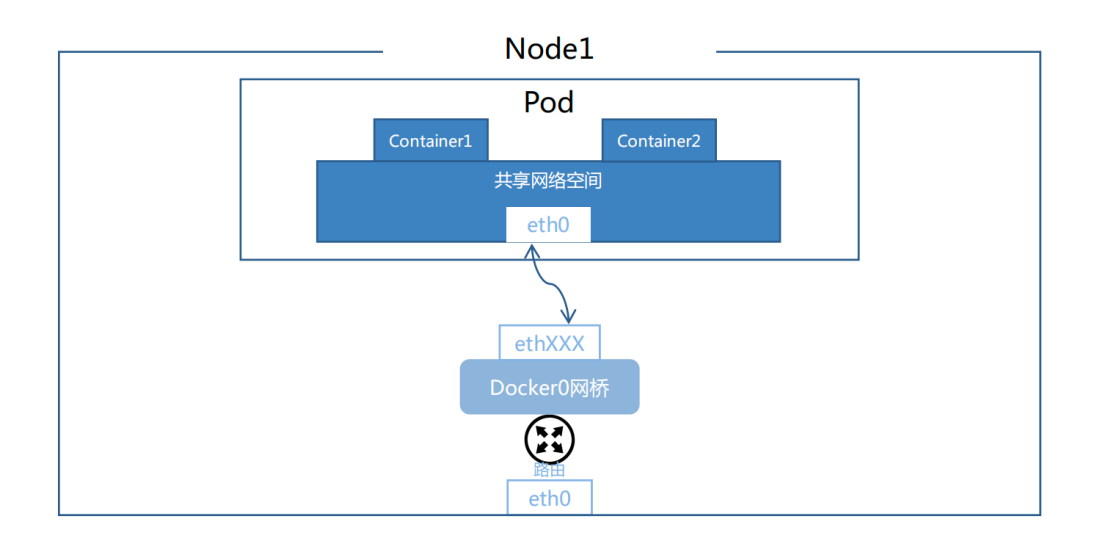 Node1
Pod
Container1
Container2
共享网络空间
eth0
ethXXX
Docker0网桥
路由
eth0